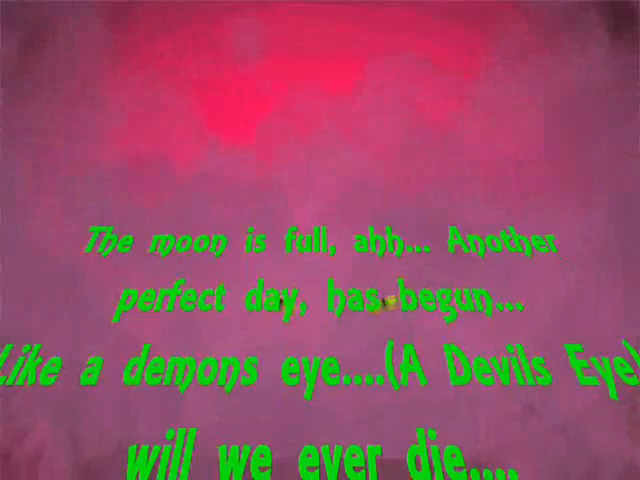 The moon is full, ahh... Another
perfect day, has begun...
Like a demons eye....(A Devils Eye)
will we ever die....